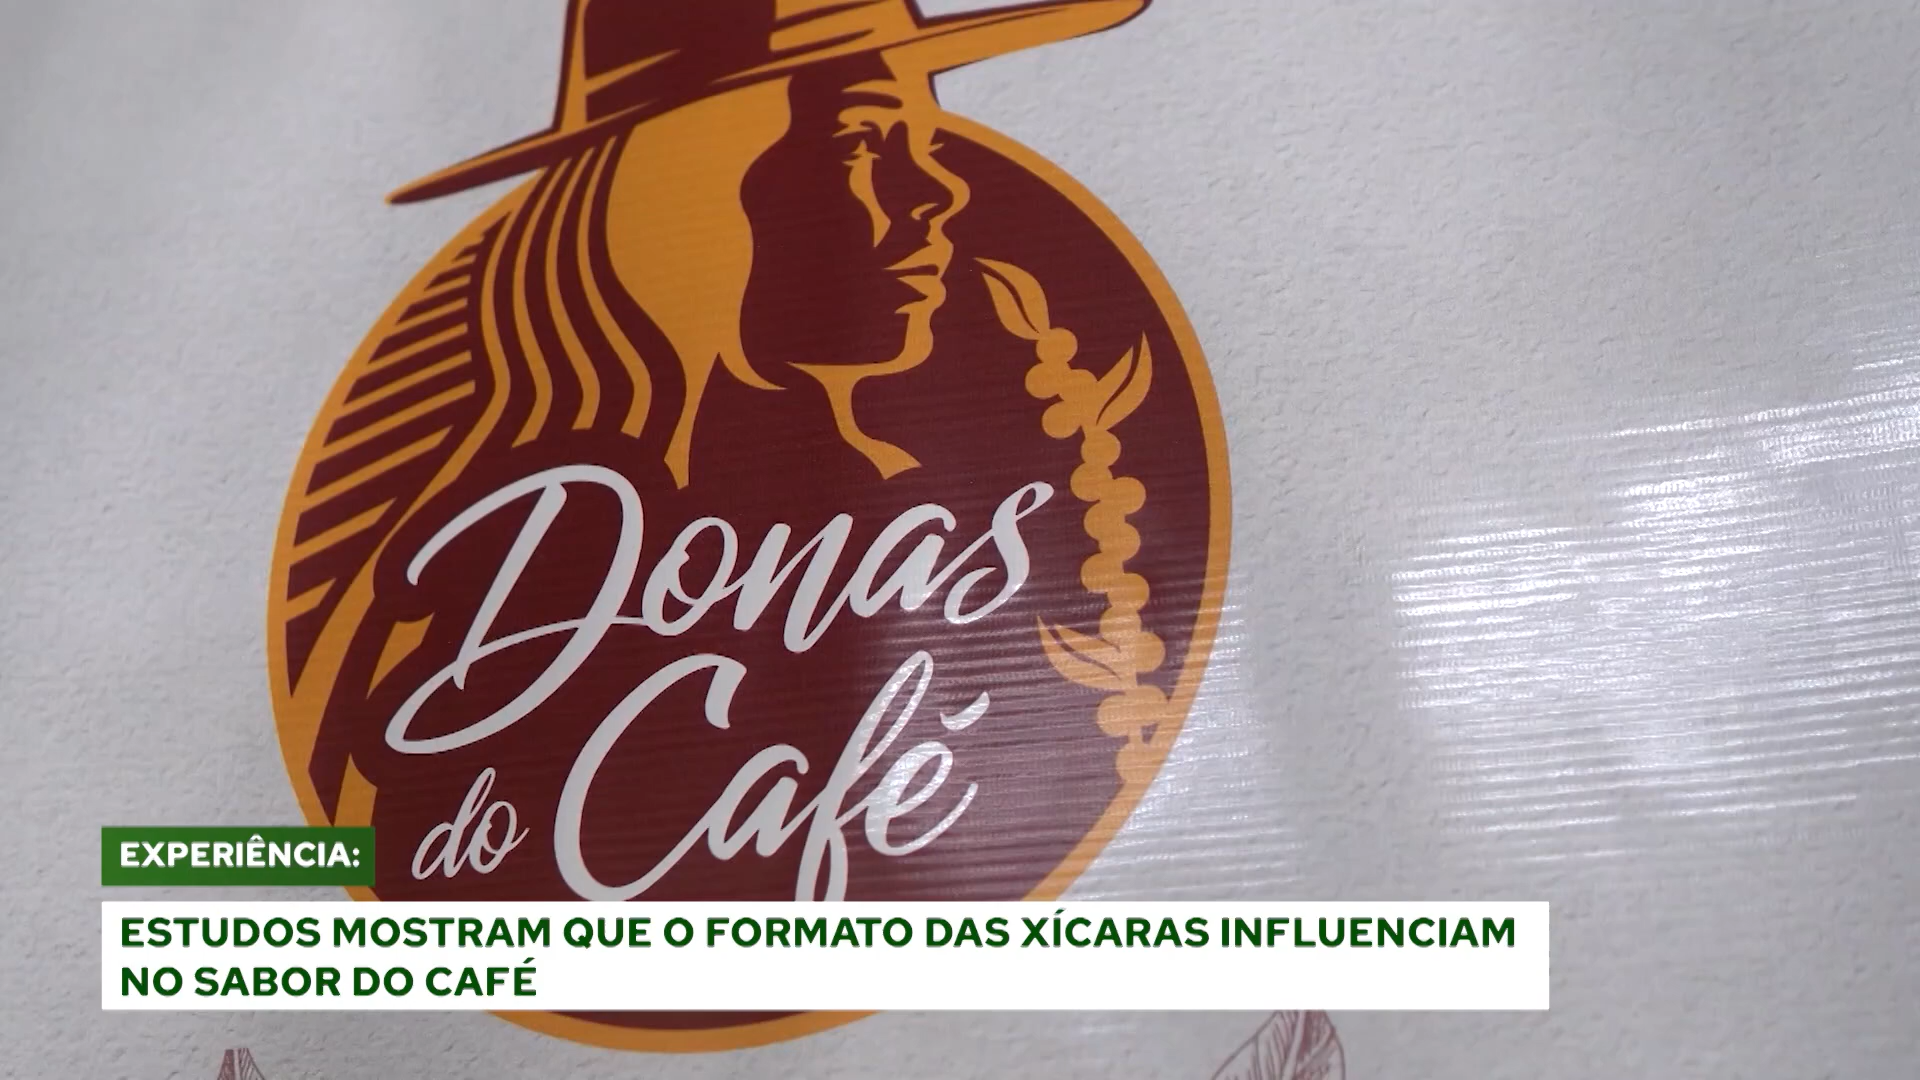 Donas
do Café
EXPERIÊNCIA:
ESTUDOS MOSTRAM QUE O FORMATO DAS XÍCARAS INFLUENCIAM
NO SABOR DO CAFÉ